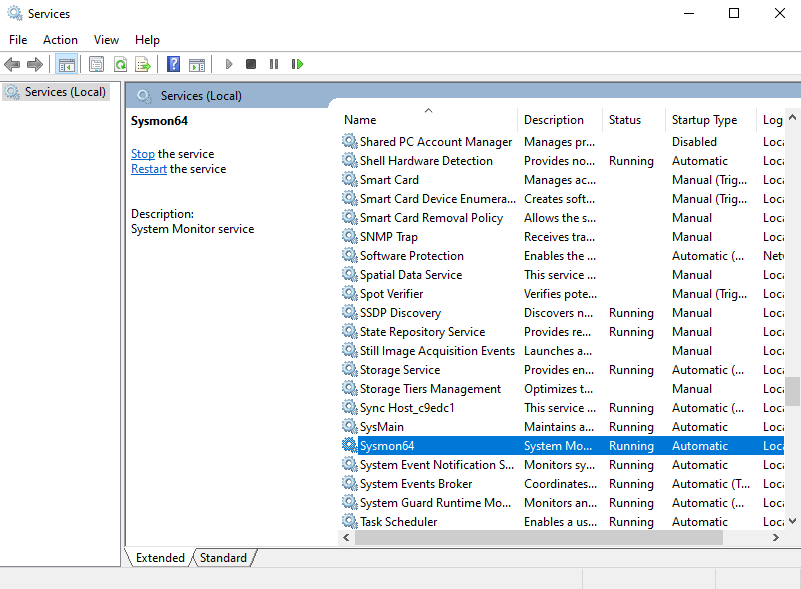 Services
File Action View Help
Services (Local)
Services (Local)
Sysmon64
Stop the service
Restart the service
Description:
System Monitor service
Name Description Status Startup Type Log
Shared PC Account Manager Manages pr... Disabled Loca
Shell Hardware Detection Provides no... Running Automatic Loca
Smart Card Manages ac... Manual (Trig... Loca
Smart Card Device Enumera... Creates soft... Manual (Trig... Loca
Smart Card Removal Policy Allows the s... Manual Loca
SNMP Trap Receives tra... Manual Loca
Software Protection Enables the ... Automatic (... Netw
Spatial Data Service This service ... Manual Loca
Spot Verifier Verifies pote... Manual (Trig... Loca
SSDP Discovery Discovers n... Running Manual Loca
State Repository Service Provides re... Running Manual Loca
Still Image Acquisition Events Launches a... Manual Loca
Storage Service Provides en... Running Automatic (... Loca
Storage Tiers Management Optimizes t... Manual Loca
Sync Host_c9edc1 This service ... Running Automatic (... Loca
SysMain Maintains a... Running Automatic Loca
Sysmon64 System Mo... Running Automatic Loca
System Event Notification S... Monitors sy... Running Automatic Loca
System Events Broker Coordinates... Running Automatic (T... Loca
System Guard Runtime Mo... Monitors an... Running Automatic (... Loca
Task Scheduler Enables a us... Running Automatic Loca
Extended Standard